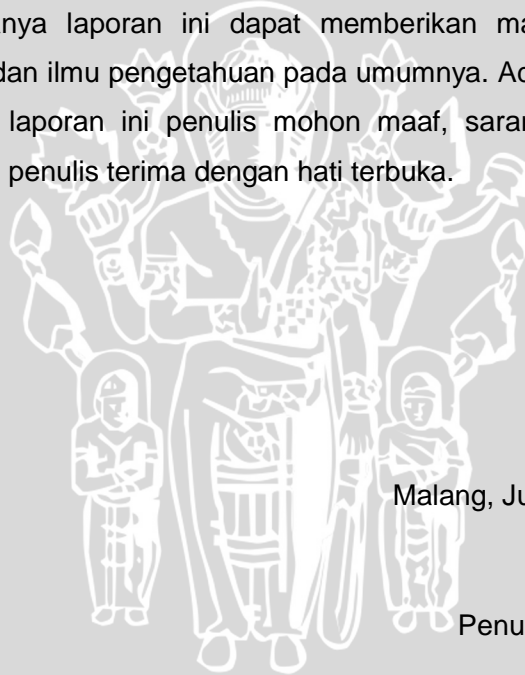 nya laporan ini dapat memberikan ma
dan ilmu pengetahuan pada umumnya. Ad
laporan ini penulis mohon maaf, saran
penulis terima dengan hati terbuka.
Malang, Ju
Penu